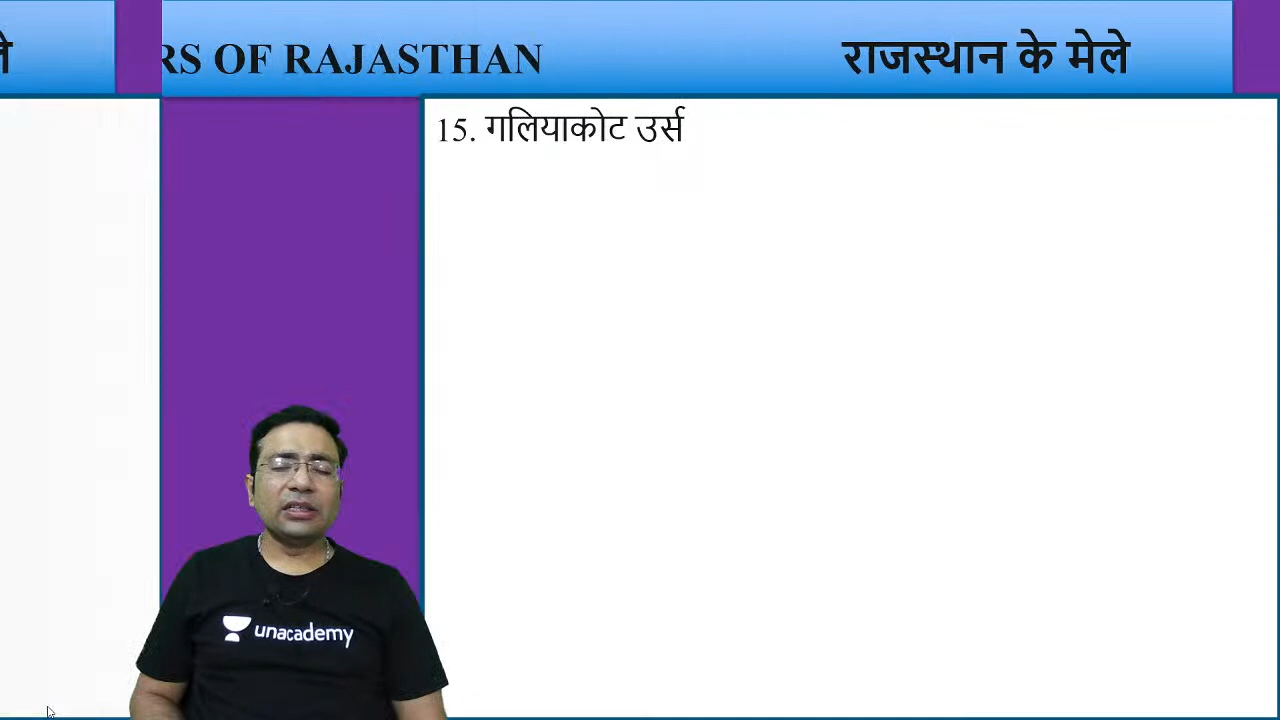 RS OF RAJASTHAN राजस्थान के मेले
15. गलियाकोट उर्स
unacademy